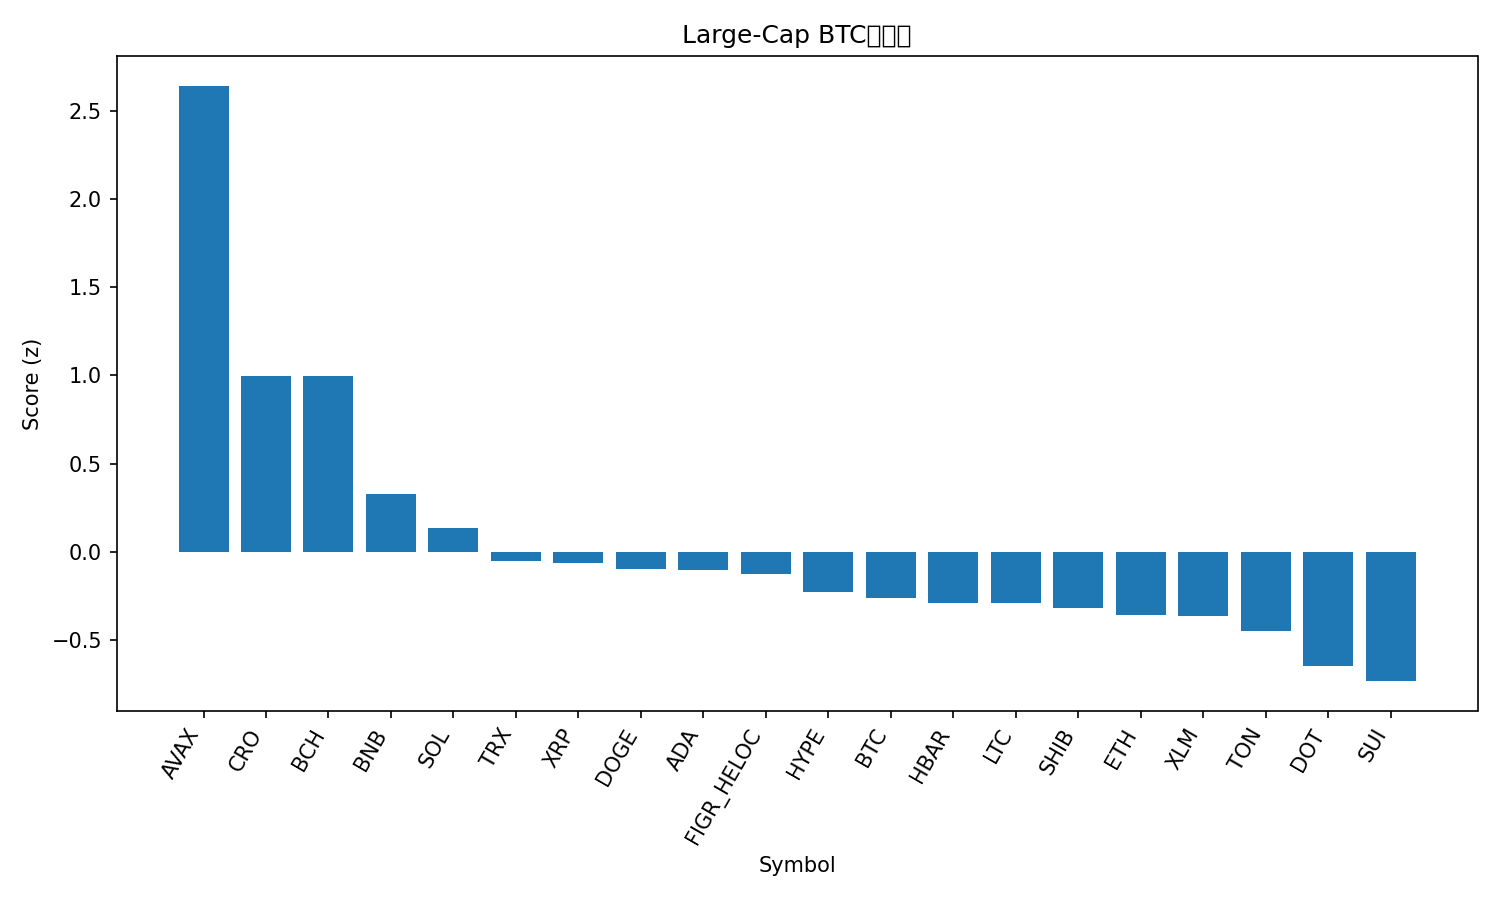 Large-Cap BTC
Score (z)
2.5
2.0
1.5
1.0
0.5
0.0
−0.5
AVAX
CRO
BCH
BNB
SOL
TRX
XRP
DOGE
ADA
FIGR_HELOC
HYPE
BTC
HBAR
LTC
SHIB
ETH
XLM
TON
DOT
SUI
Symbol